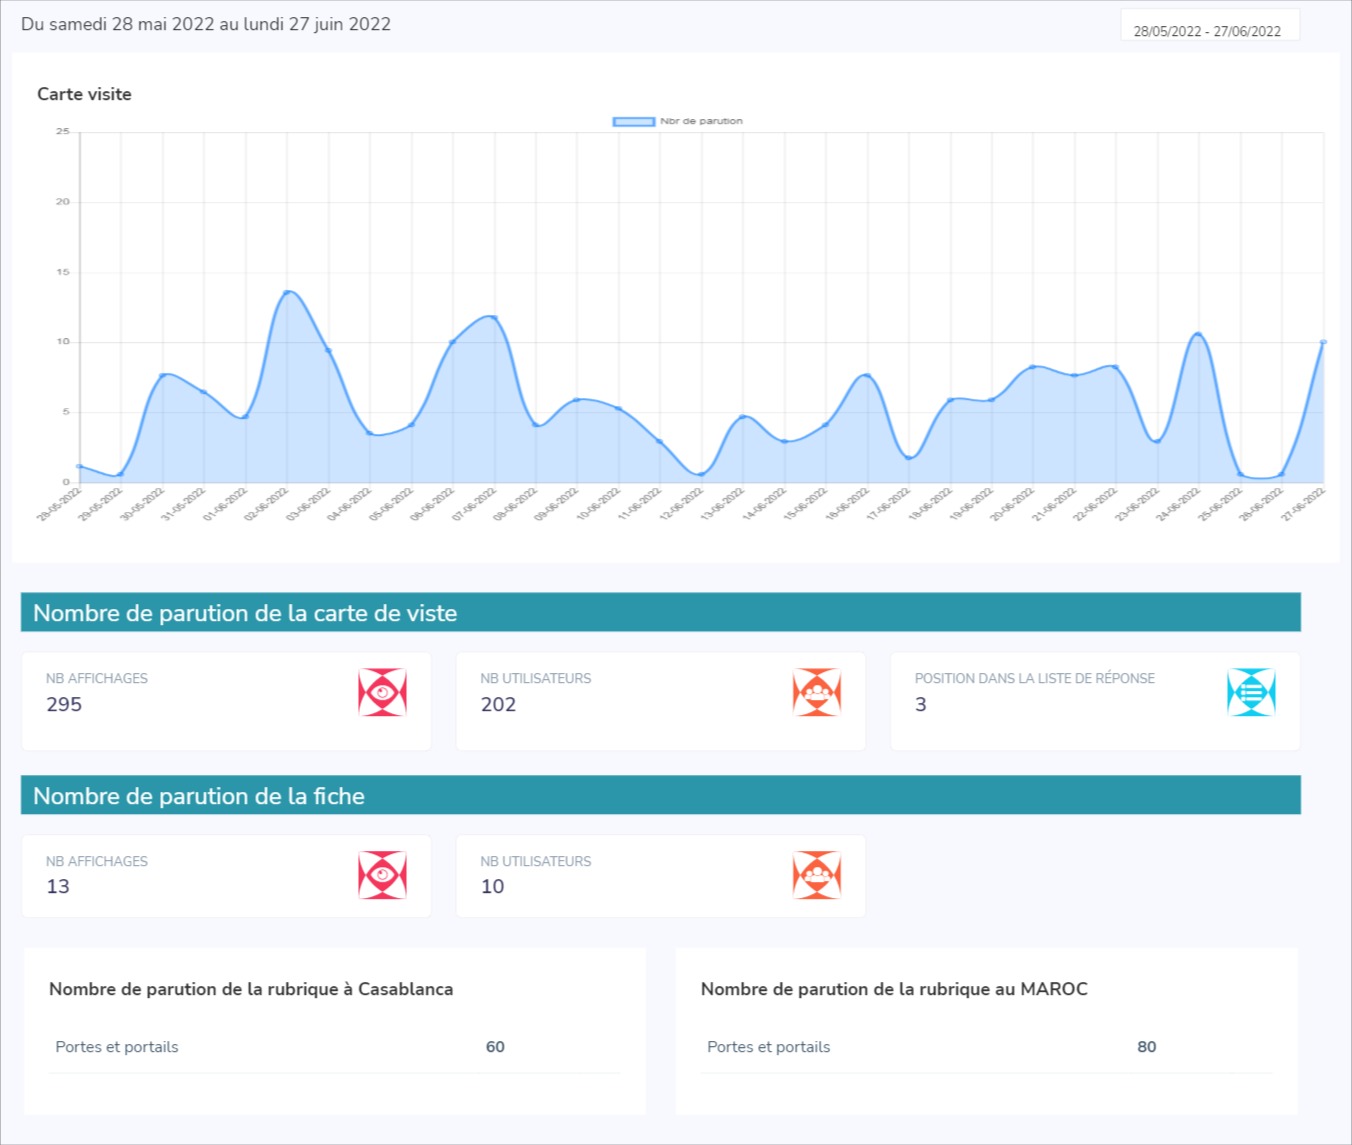 Du samedi 28 mai 2022 au lundi 27 juin 2022
28/05/2022 - 27/06/2022
Carte visite
Nbr de parution
25
20
15
10
5
0
28-05-2022
29-05-2022
30-05-2022
31-05-2022
01-06-2022
02-06-2022
03-06-2022
04-06-2022
05-06-2022
06-06-2022
07-06-2022
08-06-2022
09-06-2022
10-06-2022
11-06-2022
12-06-2022
13-06-2022
14-06-2022
15-06-2022
16-06-2022
17-06-2022
18-06-2022
19-06-2022
20-06-2022
21-06-2022
22-06-2022
23-06-2022
24-06-2022
25-06-2022
26-06-2022
27-06-2022
Nombre de parution de la carte de viste
NB AFFICHAGES
295
NB UTILISATEURS
202
POSITION DANS LA LISTE DE RÉPONSE
3
Nombre de parution de la fiche
NB AFFICHAGES
13
NB UTILISATEURS
10
Nombre de parution de la rubrique à Casablanca
Portes et portails 60
Nombre de parution de la rubrique au MAROC
Portes et portails 80